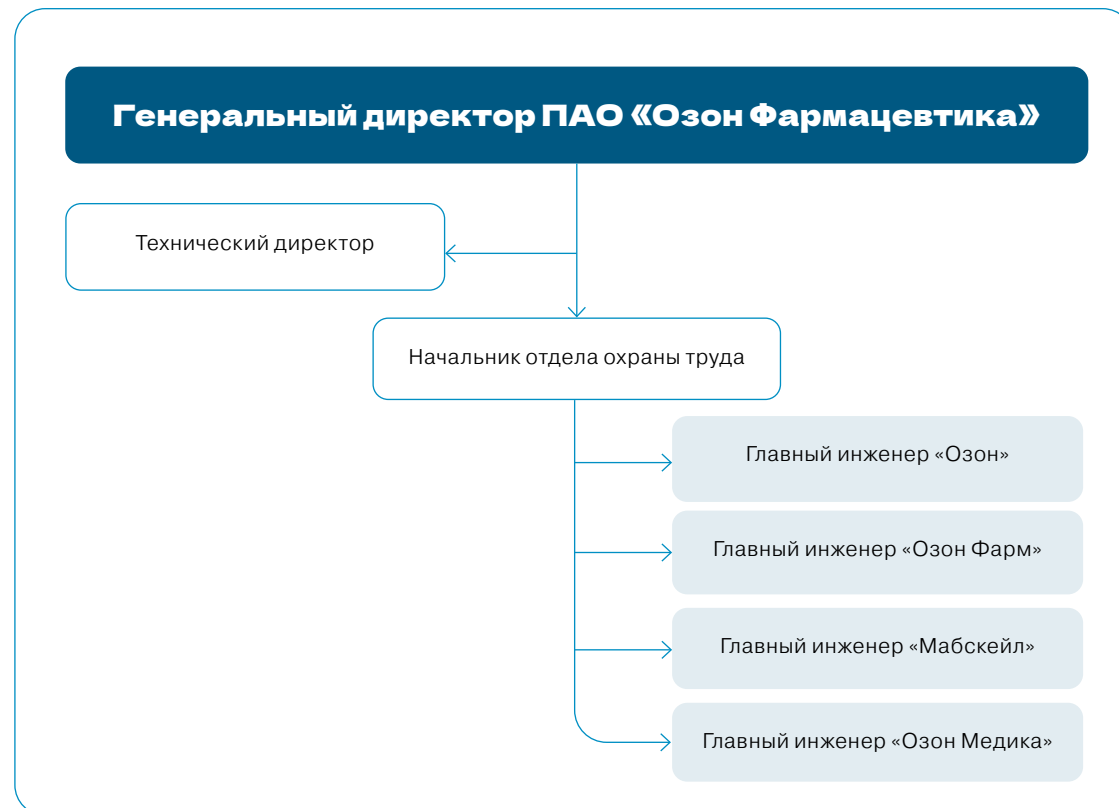 Генеральный директор ПАО «Озон Фармацевтика»
Технический директор
Начальник отдела охраны труда
Главный инженер «Озон»
Главный инженер «Озон Фарм»
Главный инженер «Мабскейл»
Главный инженер «Озон Медика»